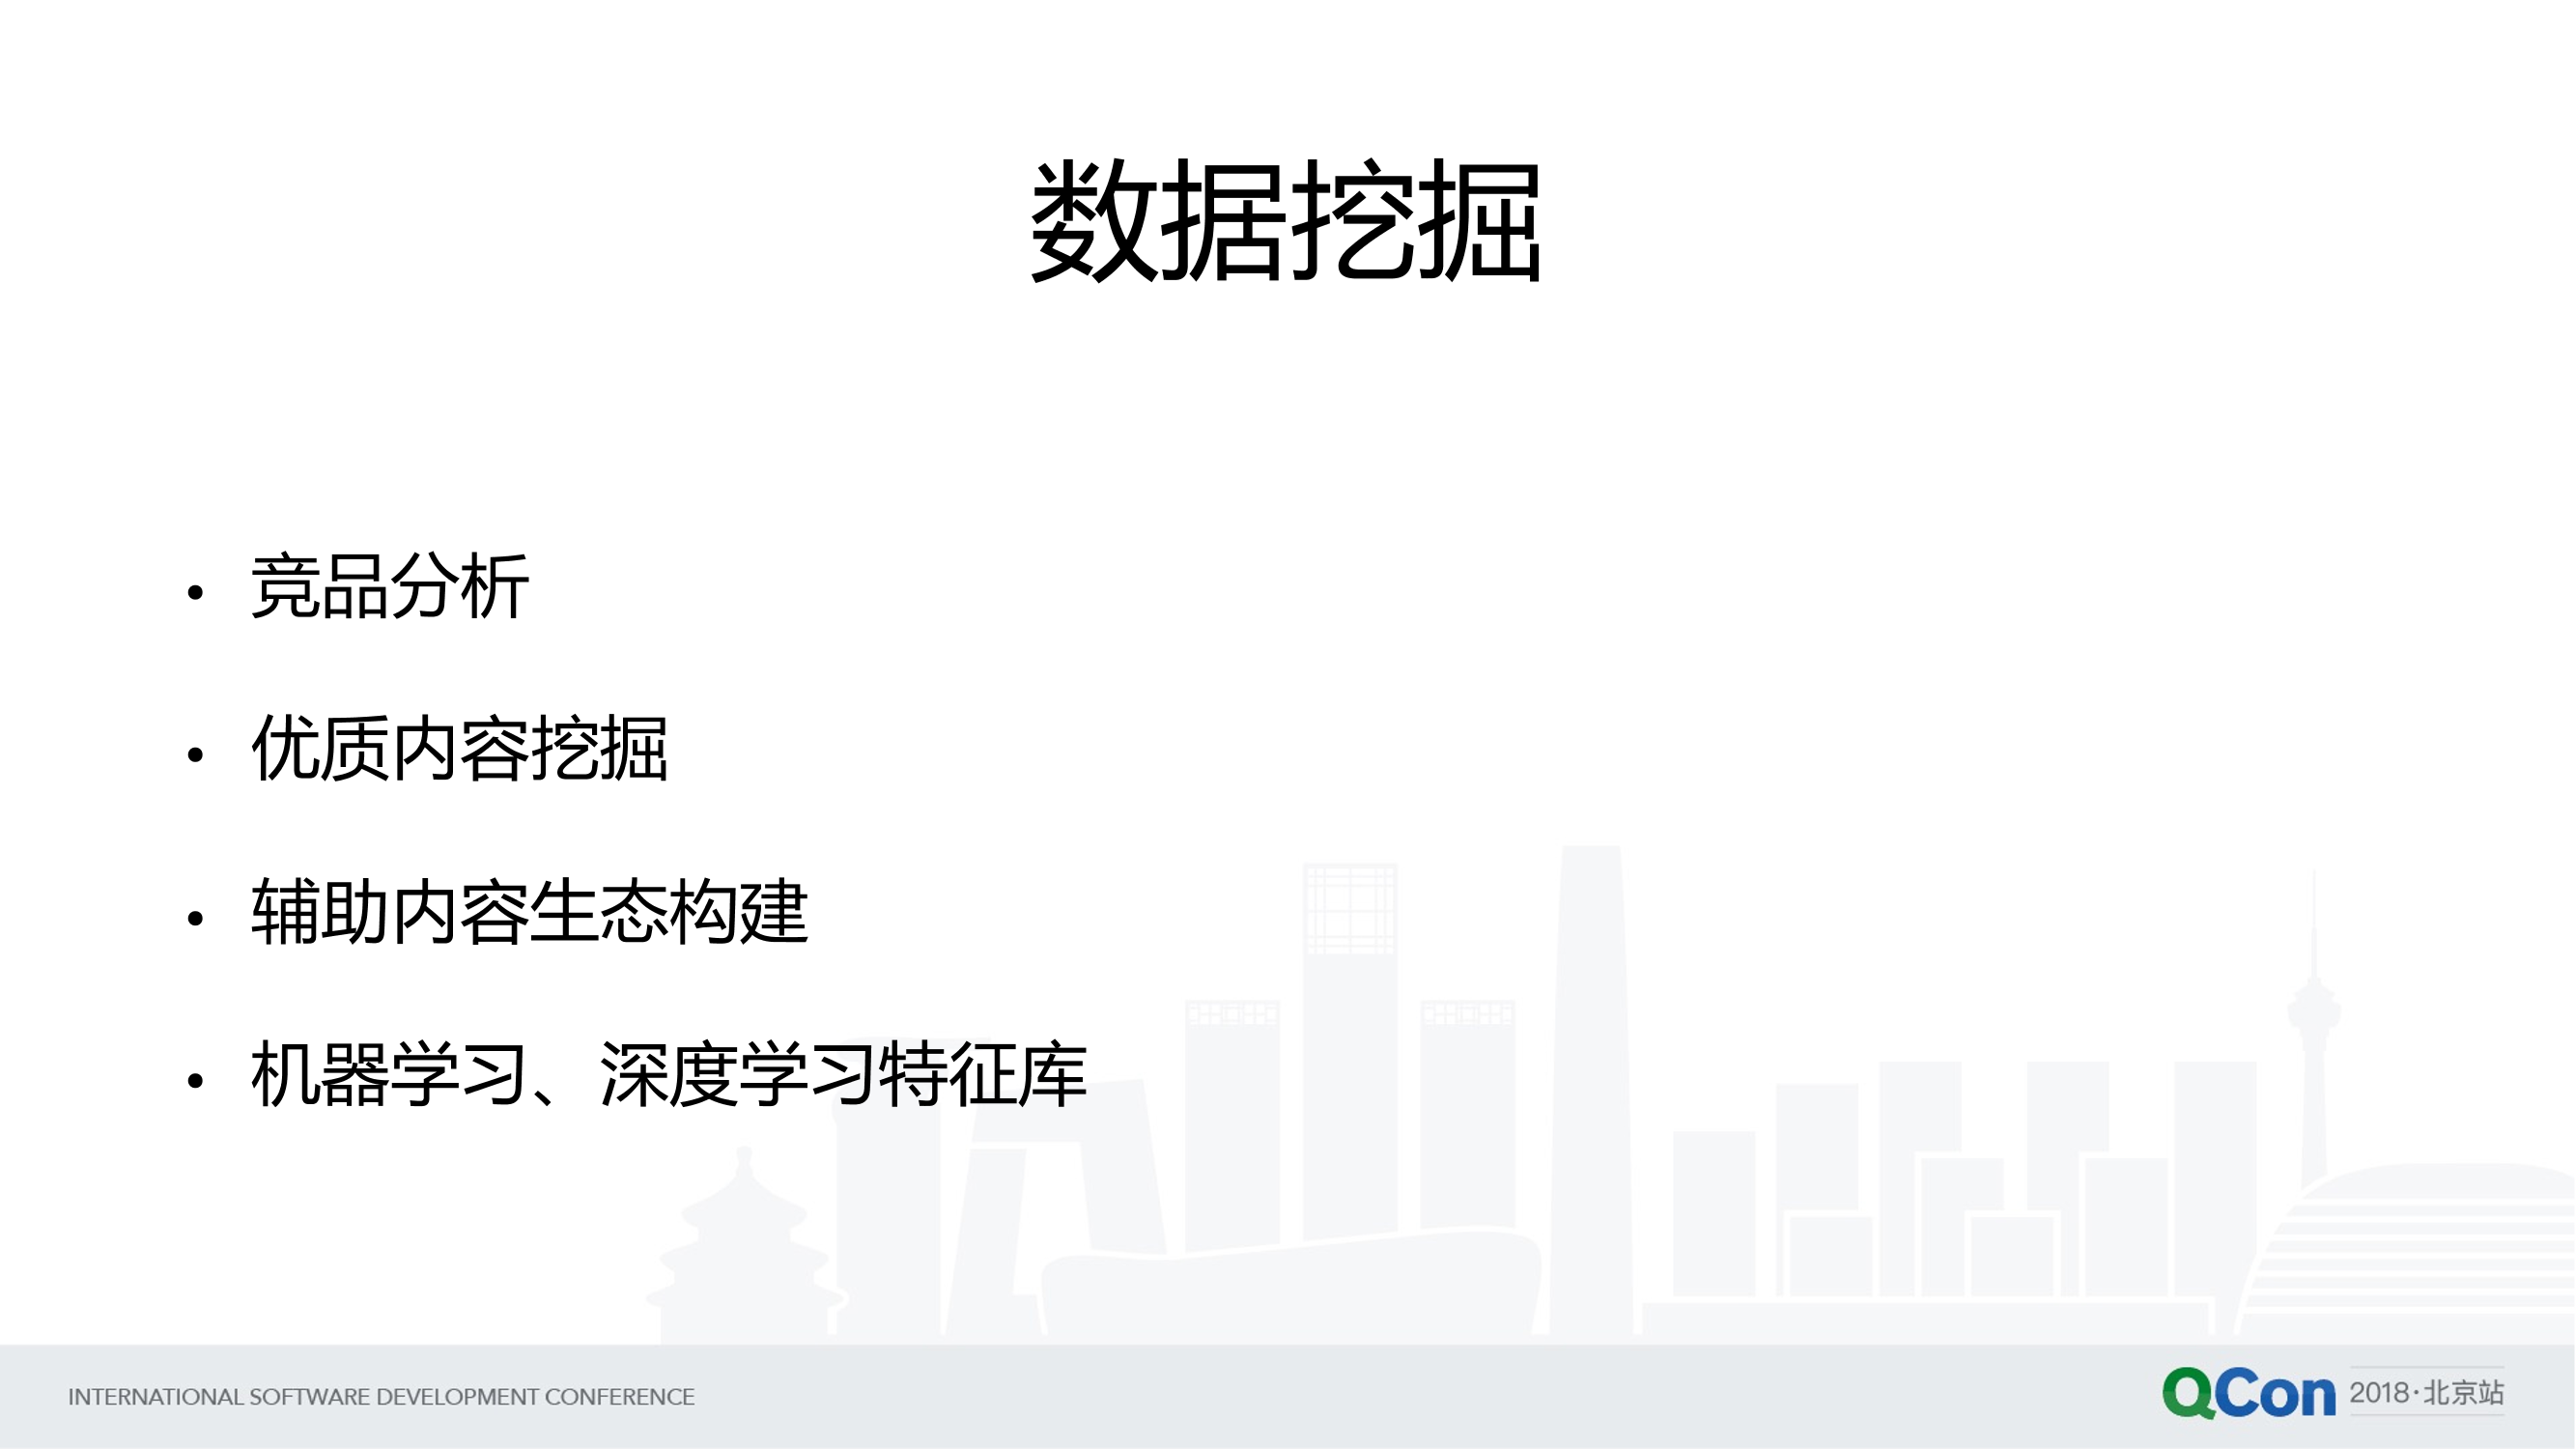 数据挖掘
• 竞品分析
• 优质内容挖掘
• 辅助内容生态构建
• 机器学习、深度学习特征库
INTERNATIONAL SOFTWARE DEVELOPMENT CONFERENCE
QCon 2018·北京站